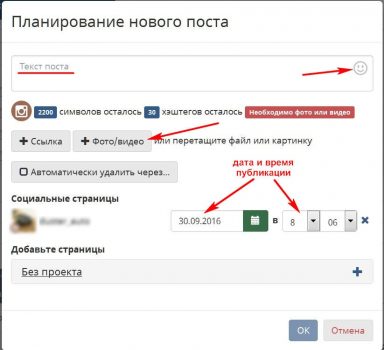 Планирование нового поста
Текст поста
2200 символов осталось 30 хэштегов осталось Необходимо фото или видео
+ Ссылка + Фото/видео или перетащите файл или картинку
Автоматически удалить через...
дата и время
публикации
Социальные страницы
30.09.2016 в 8 06
Добавьте страницы
Без проекта
ОК Отмена